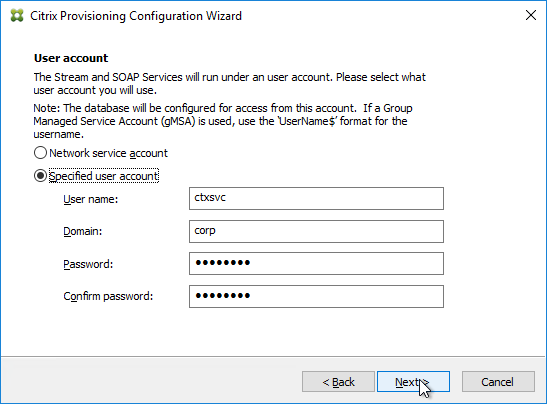 Citrix Provisioning Configuration Wizard
User account
The Stream and SOAP Services will run under an user account. Please select what
user account you will use.
Note: The database will be configured for access from this account.  If a Group
Managed Service Account (gMSA) is used, use the 'UserName$' format for the
username.
Network service account
Specified user account
User name: ctxsvc
Domain: corp
Password: ●●●●●●●●
Confirm password: ●●●●●●●●
< Back Next > Cancel